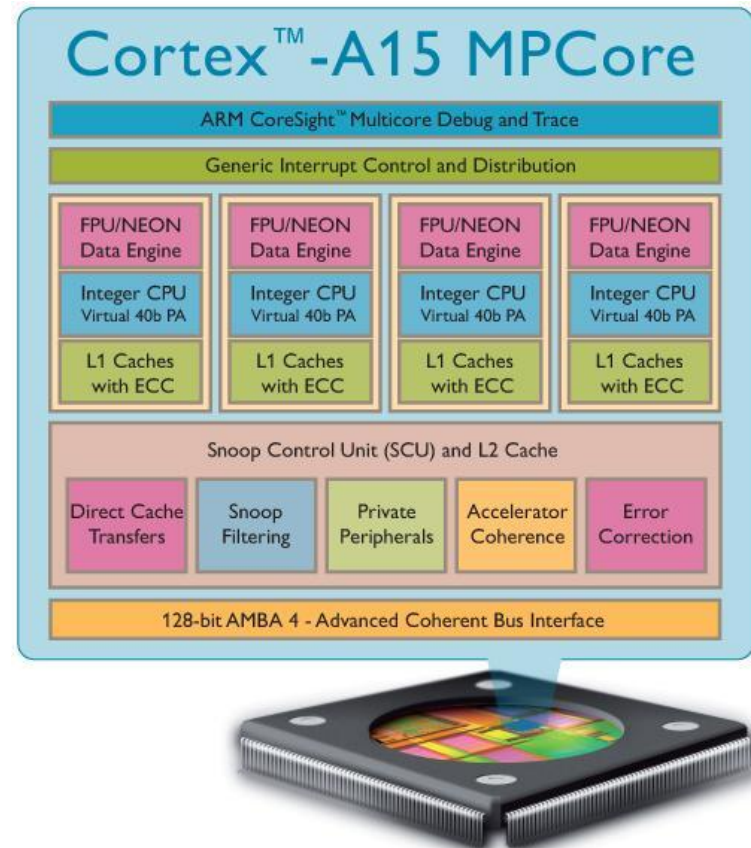 Cortex™-A15 MPCore
ARM CoreSight™ Multicore Debug and Trace
Generic Interrupt Control and Distribution
FPU/NEON
Data Engine
Integer CPU
Virtual 40b PA
L1 Caches
with ECC
FPU/NEON
Data Engine
Integer CPU
Virtual 40b PA
L1 Caches
with ECC
FPU/NEON
Data Engine
Integer CPU
Virtual 40b PA
L1 Caches
with ECC
FPU/NEON
Data Engine
Integer CPU
Virtual 40b PA
L1 Caches
with ECC
Snoop Control Unit (SCU) and L2 Cache
Direct Cache
Transfers
Snoop
Filtering
Private
Peripherals
Accelerator
Coherence
Error
Correction
128-bit AMBA 4 - Advanced Coherent Bus Interface